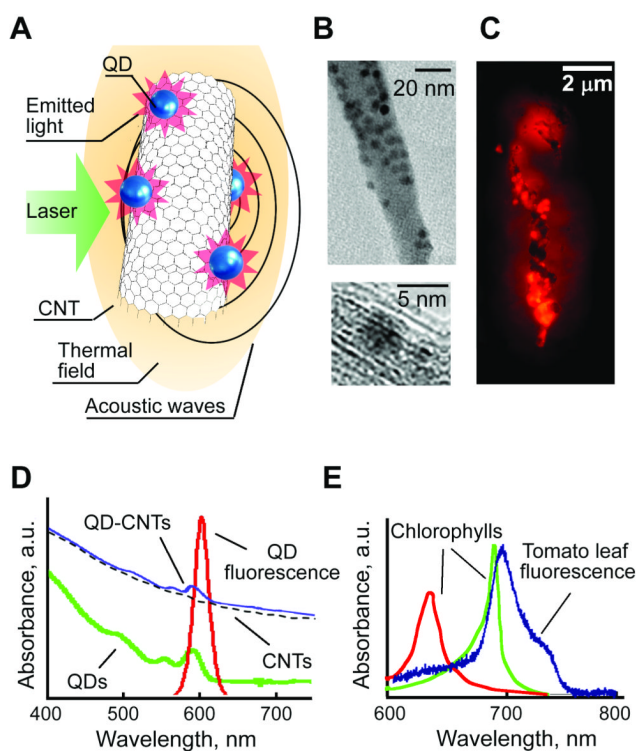 A
QD
Emitted
light
Laser
CNT
Thermal
field
Acoustic waves
B
20 nm
5 nm
C
2 µm
D
Absorbance, a.u.
QD-CNTs
QD
fluorescence
CNTs
QDs
400
500
600
700
Wavelength, nm
E
Absorbance, a.u.
Chlorophylls
Tomato leaf
fluorescence
600
700
800
Wavelength, nm